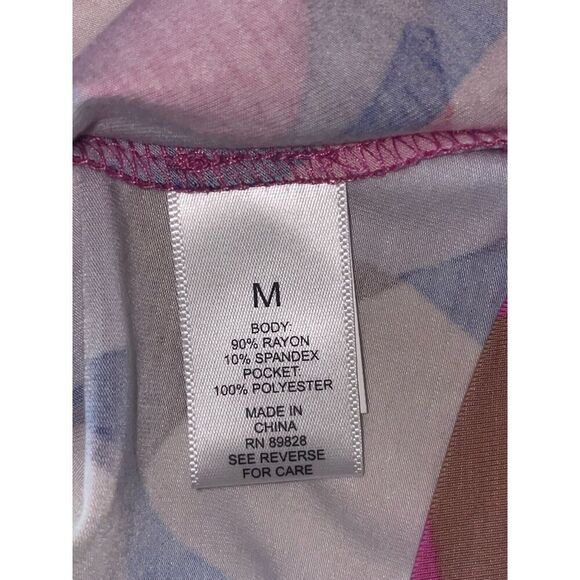 M
BODY:
90% RAYON
10% SPANDEX
POCKET:
100% POLYESTER
MADE IN
CHINA
RN 89828
SEE REVERSE
FOR CARE